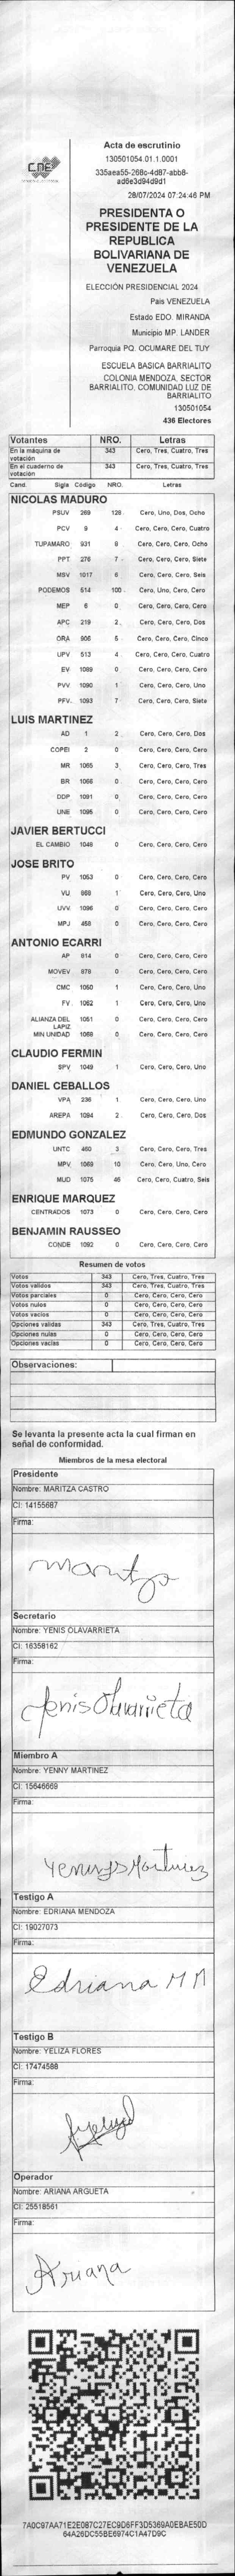 CNE
Acta de escrutinio
130501054.01.1.0001
335aea55-268c-4d87-abb8-
ad6e3d94d9d1
28/07/2024 07:24:46 PM
PRESIDENTA O
PRESIDENTE DE LA
REPUBLICA
BOLIVARIANA DE
VENEZUELA
ELECCIÓN PRESIDENCIAL 2024
Pais VENEZUELA
Estado EDO. MIRANDA
Municipio MP. LANDER
Parroquia PQ. OCUMARE DEL TUY
ESCUELA BASICA BARRIALITO
COLONIA MENDOZA, SECTOR
BARRIALITO, COMUNIDAD LUZ DE
BARRIALITO
130501054
436 Electores
Votantes NRO. Letras
En la máquina de votación 343 Cero, Tres, Cuatro, Tres
En el cuaderno de votación 343 Cero, Tres, Cuatro, Tres
Cand. Sigla Código NRO. Letras
NICOLAS MADURO
PSUV 269 128 Cero, Uno, Dos, Ocho
PCV 9 4 Cero, Cero, Cero, Cuatro
TUPAMARO 931 8 Cero, Cero, Cero, Ocho
PPT 276 7 Cero, Cero, Cero, Siete
MSV 1017 6 Cero, Cero, Cero, Seis
PODEMOS 514 100 Cero, Uno, Cero, Cero
MEP 6 0 Cero, Cero, Cero, Cero
APC 219 2 Cero, Cero, Cero, Dos
ORA 906 5 Cero, Cero, Cero, Cinco
UPV 513 4 Cero, Cero, Cero, Cuatro
EV 1089 0 Cero, Cero, Cero, Cero
PVV 1090 1 Cero, Cero, Cero, Uno
PFV 1093 7 Cero, Cero, Cero, Siete
LUIS MARTINEZ
AD 1 2 Cero, Cero, Cero, Dos
COPEI 2 0 Cero, Cero, Cero, Cero
MR 1065 3 Cero, Cero, Cero, Tres
BR 1066 0 Cero, Cero, Cero, Cero
DDP 1091 0 Cero, Cero, Cero, Cero
UNE 1095 0 Cero, Cero, Cero, Cero
JAVIER BERTUCCI
EL CAMBIO 1048 0 Cero, Cero, Cero, Cero
JOSE BRITO
PV 1053 0 Cero, Cero, Cero, Cero
VU 868 1 Cero, Cero, Cero, Uno
UVV 1096 0 Cero, Cero, Cero, Cero
MPJ 458 0 Cero, Cero, Cero, Cero
ANTONIO ECARRI
AP 814 0 Cero, Cero, Cero, Cero
MOVEV 878 0 Cero, Cero, Cero, Cero
CMC 1050 1 Cero, Cero, Cero, Uno
FV 1062 1 Cero, Cero, Cero, Uno
ALIANZA DEL LAPIZ 1051 0 Cero, Cero, Cero, Cero
MIN UNIDAD 1068 0 Cero, Cero, Cero, Cero
CLAUDIO FERMIN
SPV 1049 1 Cero, Cero, Cero, Uno
DANIEL CEBALLOS
VPA 236 1 Cero, Cero, Cero, Uno
AREPA 1094 2 Cero, Cero, Cero, Dos
EDMUNDO GONZALEZ
UNTC 460 3 Cero, Cero, Cero, Tres
MPV 1069 10 Cero, Cero, Uno, Cero
MUD 1075 46 Cero, Cero, Cuatro, Seis
ENRIQUE MARQUEZ
CENTRADOS 1073 0 Cero, Cero, Cero, Cero
BENJAMIN RAUSSEO
CONDE 1092 0 Cero, Cero, Cero, Cero
Resumen de votos
Votos 343 Cero, Tres, Cuatro, Tres
Votos validos 343 Cero, Tres, Cuatro, Tres
Votos parciales 0 Cero, Cero, Cero, Cero
Votos nulos 0 Cero, Cero, Cero, Cero
Votos vacios 0 Cero, Cero, Cero, Cero
Opciones validas 343 Cero, Tres, Cuatro, Tres
Opciones nulas 0 Cero, Cero, Cero, Cero
Opciones vacias 0 Cero, Cero, Cero, Cero
Observaciones:
Se levanta la presente acta la cual firman en
señal de conformidad.
Miembros de la mesa electoral
Presidente
Nombre: MARITZA CASTRO
CI: 14155687
Firma:
Maritza
Secretario
Nombre: YENIS OLAVARRIETA
CI: 16358162
Firma:
Yenis Olavarrieta
Miembro A
Nombre: YENNY MARTINEZ
CI: 15646669
Firma:
Yennys Martinez
Testigo A
Nombre: EDRIANA MENDOZA
CI: 19027073
Firma:
Edriana MM
Testigo B
Nombre: YELIZA FLORES
CI: 17474586
Firma:
Operador
Nombre: ARIANA ARGUETA
CI: 25518561
Firma:
Ariana
7A0C97AA71E2E087C27EC9D6FF3D5369A0EBAE50D
64A26DC55BE6974C1A47D9C